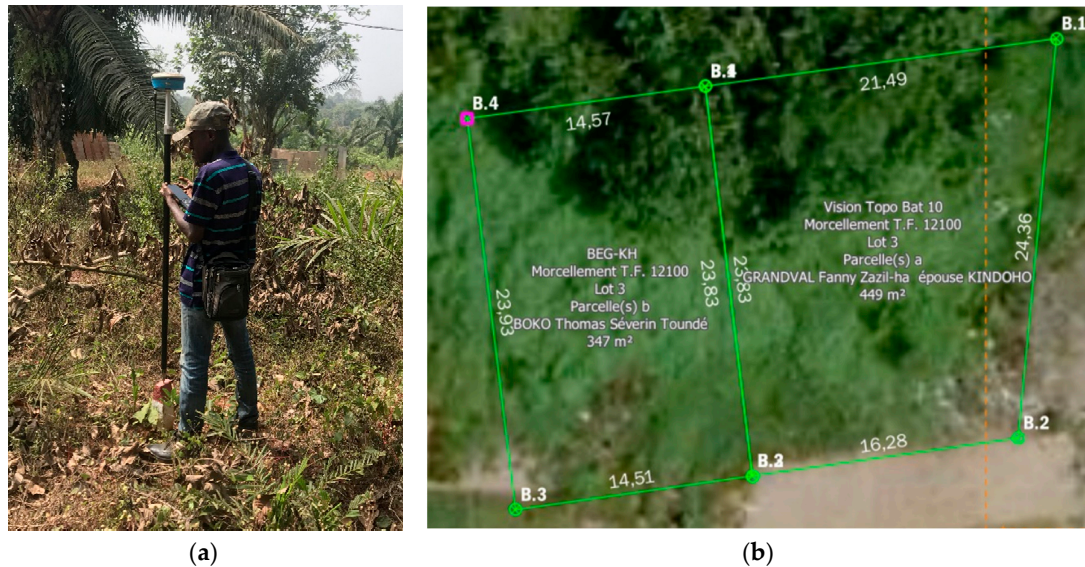 B.1
B.4
14,57
21,49
Vision Topo Bat 10
Morcellement T.F. 12100
Lot 3
Parcelle(s) a
GRANDVAL Fanny Zazil-ha épouse KINDOHO
449 m²
BEG-KH
Morcellement T.F. 12100
Lot 3
Parcelle(s) b
BOKO Thomas Séverin Toundé
347 m²
23,93
23,83
23,83
24,36
B.2
16,28
14,51
B.3
(a)
(b)